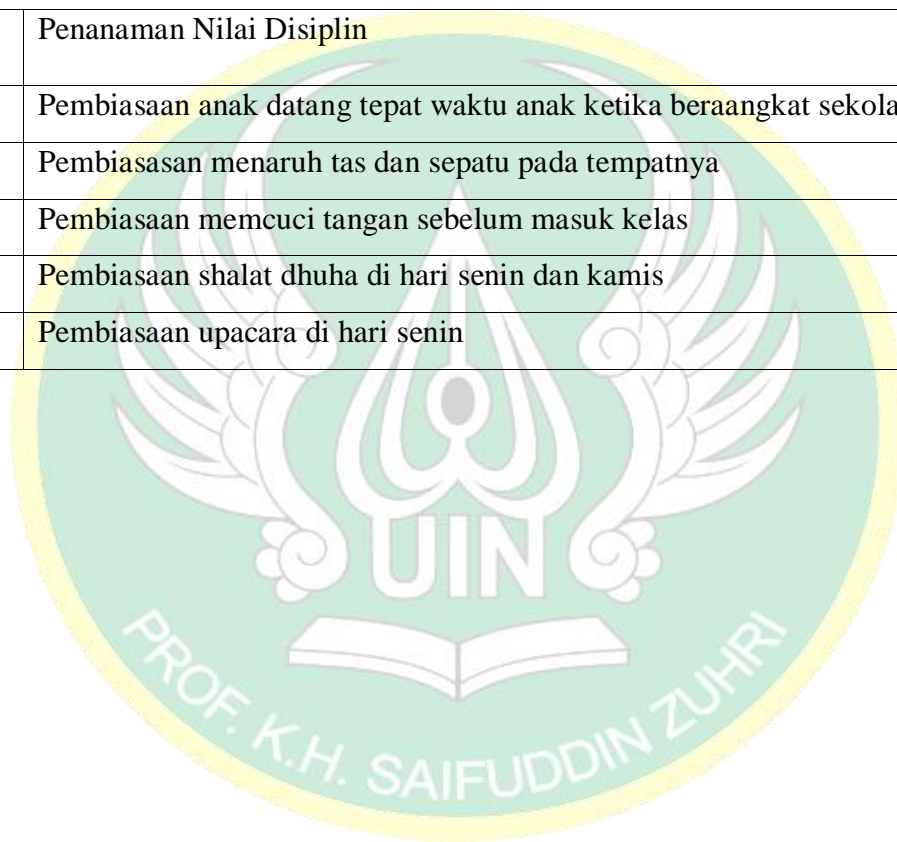 Penanaman Nilai Disiplin
Pembiasaan anak datang tepat waktu anak ketika beraangkat sekola
Pembiasasan menaruh tas dan sepatu pada tempatnya
Pembiasaan memcuci tangan sebelum masuk kelas
Pembiasaan shalat dhuha di hari senin dan kamis
Pembiasaan upacara di hari senin
UIN
PROF. K.H. SAIFUDDIN ZUHRI